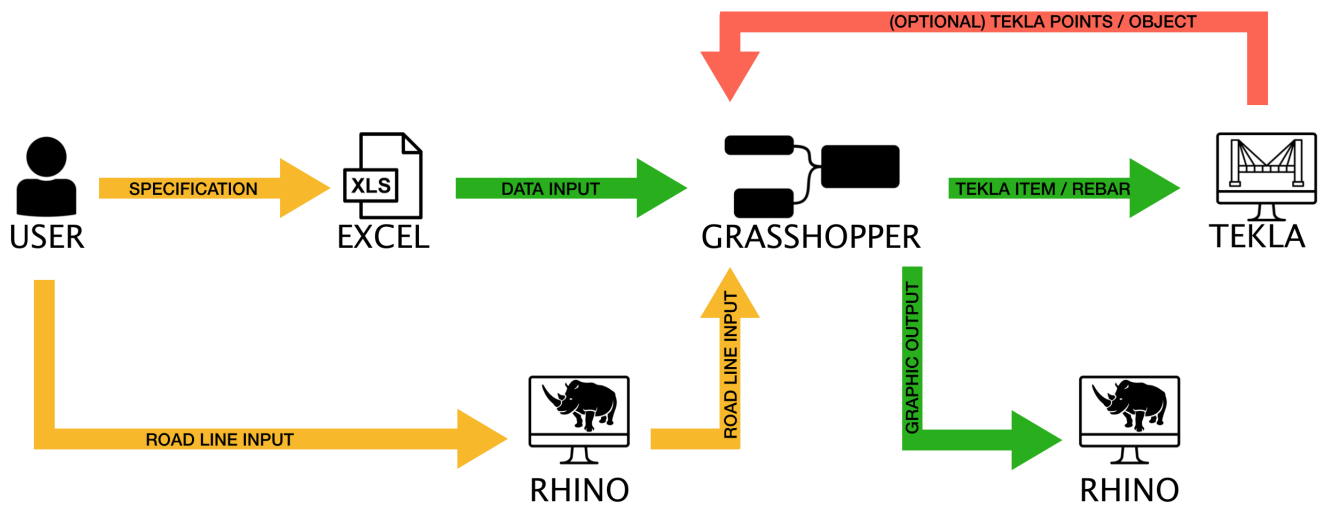 (OPTIONAL) TEKLA POINTS / OBJECT
SPECIFICATION
XLS
DATA INPUT
TEKLA ITEM / REBAR
USER
EXCEL
GRASSHOPPER
TEKLA
ROAD LINE INPUT
GRAPHIC OUTPUT
ROAD LINE INPUT
RHINO
RHINO